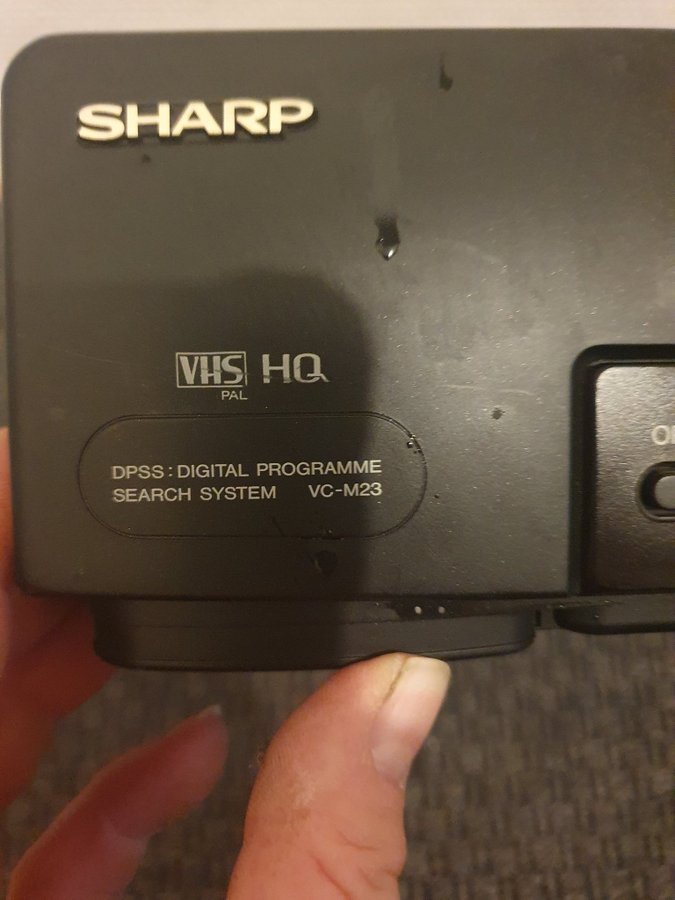 SHARP
VHS HQ
PAL
DPSS : DIGITAL PROGRAMME
SEARCH SYSTEM VC-M23